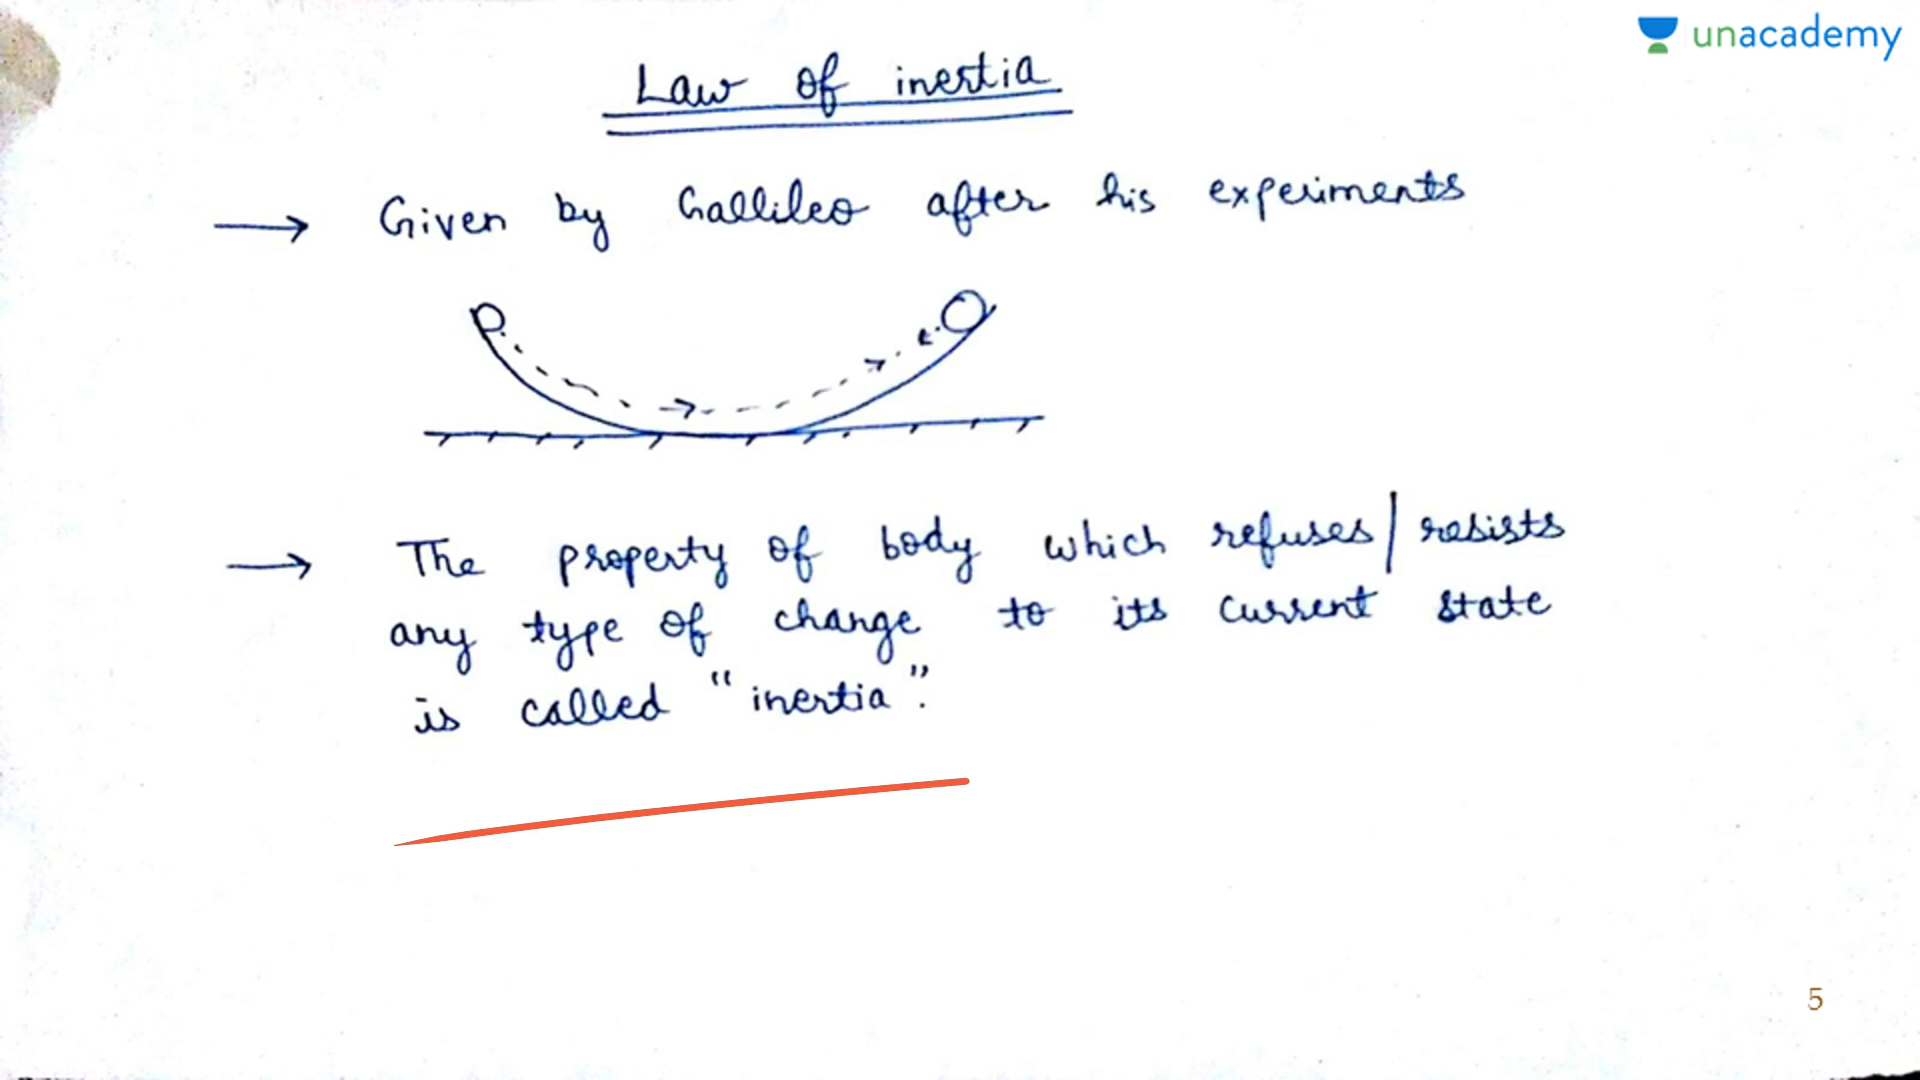 unacademy
Law of inertia
→ Given by Gallileo after his experiments
→ The property of body which refuses/resists
any type of change to its current state
is called "inertia".
5